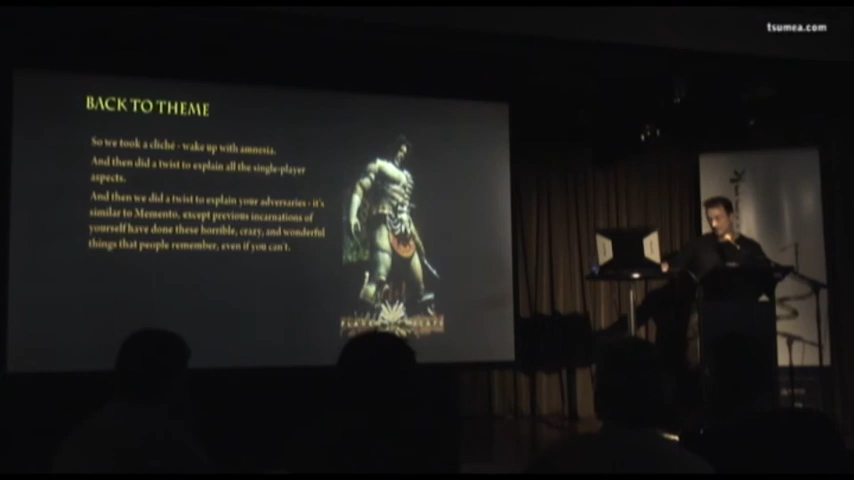 tsumea.com
BACK TO THEME
So we took a cliché - wake up with amnesia.
And then did a twist to explain all the single-player
aspects.
And then we did a twist to explain your adversaries - it's
similar to Memento, except previous incarnations of
yourself have done these horrible, crazy, and wonderful
things that people remember, even if you can't.